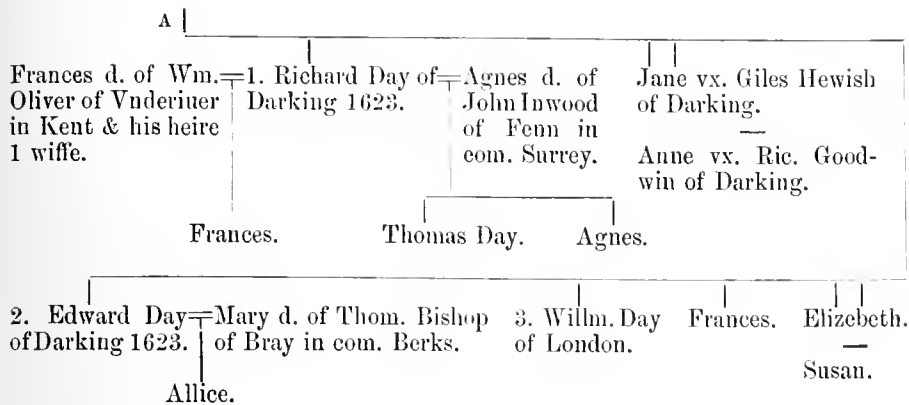 A
Frances d. of Wm.
Oliver of Vnderiuer
in Kent & his heire
1 wiffe.
1. Richard Day of
Darking 1623.
Agnes d. of
John Inwood
of Fenn in
com. Surrey.
Jane vx. Giles Hewish
of Darking.
Anne vx. Ric. Good-
win of Darking.
Frances.
Thomas Day.
Agnes.
2. Edward Day
of Darking 1623.
Mary d. of Thom. Bishop
of Bray in com. Berks.
3. Willm. Day
of London.
Frances.
Elizebeth.
Susan.
Allice.